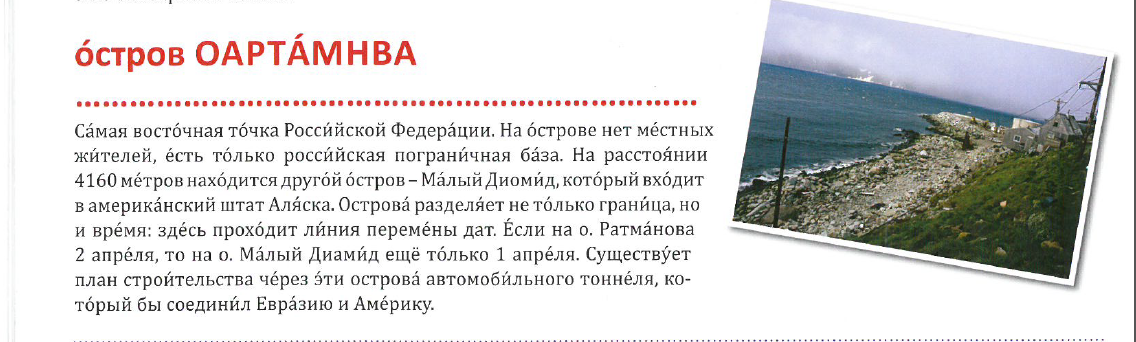 о́стров ОАРТА́МНВА
Са́мая восто́чная то́чка Росси́йской Федера́ции. На о́строве нет ме́стных
жи́телей, е́сть то́лько росси́йская пограни́чная ба́за. На расстоя́нии
4160 ме́тров нахо́дится друго́й о́стров – Ма́лый Диоми́д, кото́рый вхо́дит
в америка́нский штат Аля́ска. Острова́ разделя́ет не то́лько грани́ца, но
и вре́мя: зде́сь прохо́дит ли́ния переме́ны дат. Е́сли на о. Ратма́нова
2 апре́ля, то на о. Ма́лый Диами́д ещё то́лько 1 апре́ля. Существу́ет
план строи́тельства че́рез э́ти острова́ автомоби́льного тонне́ля, ко-
то́рый бы соедини́л Евра́зию и Аме́рику.